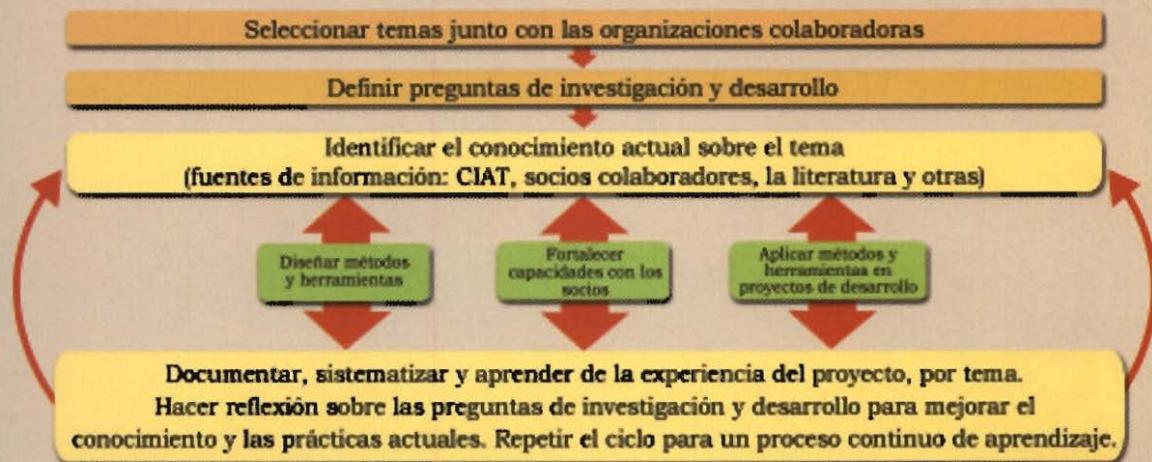 Seleccionar temas junto con las organizaciones colaboradoras
Definir preguntas de investigación y desarrollo
Identificar el conocimiento actual sobre el tema
(fuentes de información: CIAT, socios colaboradores, la literatura y otras)
Diseñar métodos
y herramientas
Fortalecer
capacidades con los
socios
Aplicar métodos y
herramientas en
proyectos de desarrollo
Documentar, sistematizar y aprender de la experiencia del proyecto, por tema.
Hacer reflexión sobre las preguntas de investigación y desarrollo para mejorar el
conocimiento y las prácticas actuales. Repetir el ciclo para un proceso continuo de aprendizaje.